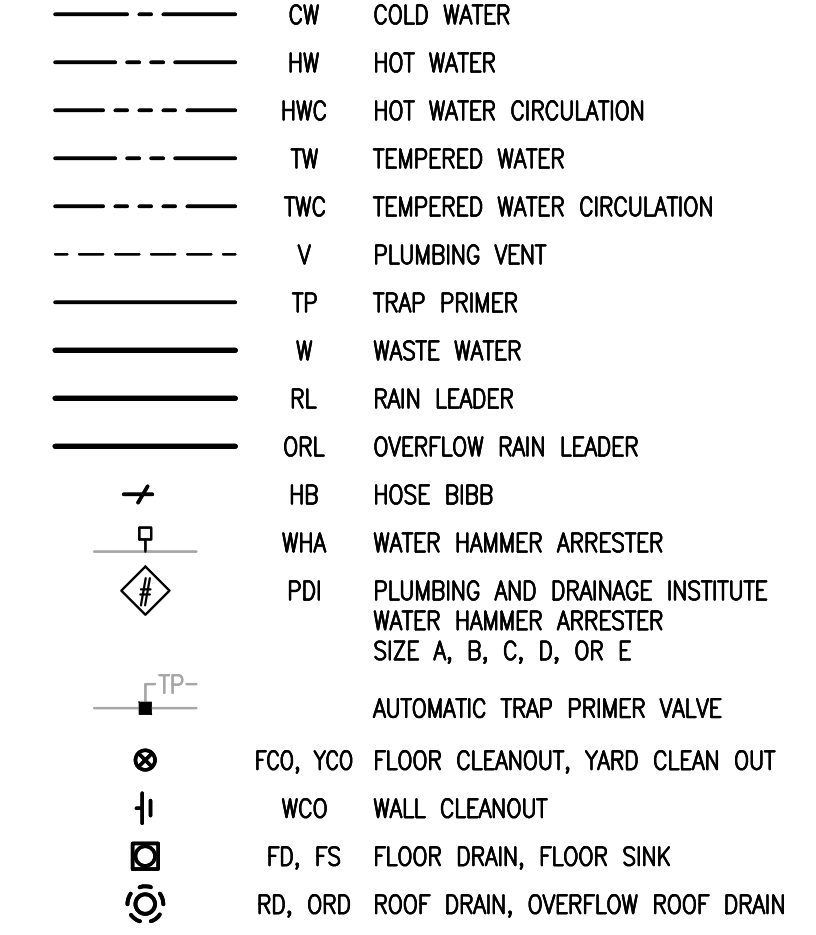 CW COLD WATER
HW HOT WATER
HWC HOT WATER CIRCULATION
TW TEMPERED WATER
TWC TEMPERED WATER CIRCULATION
V PLUMBING VENT
TP TRAP PRIMER
W WASTE WATER
RL RAIN LEADER
ORL OVERFLOW RAIN LEADER
HB HOSE BIBB
WHA WATER HAMMER ARRESTER
# PDI PLUMBING AND DRAINAGE INSTITUTE
WATER HAMMER ARRESTER
SIZE A, B, C, D, OR E
TP
AUTOMATIC TRAP PRIMER VALVE
FCO, YCO FLOOR CLEANOUT, YARD CLEAN OUT
WCO WALL CLEANOUT
FD, FS FLOOR DRAIN, FLOOR SINK
RD, ORD ROOF DRAIN, OVERFLOW ROOF DRAIN